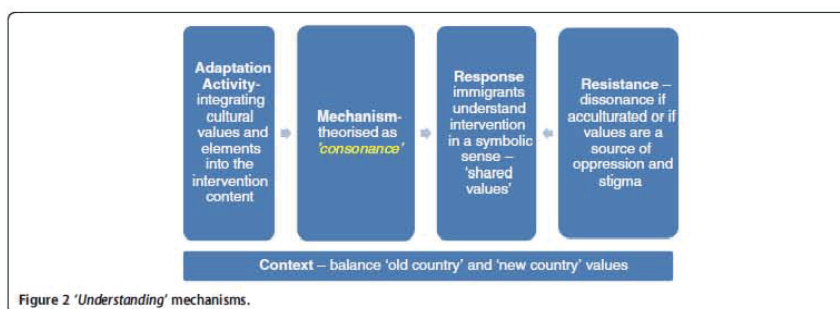 Adaptation
Activity-
integrating
cultural
values and
elements
into the
intervention
content
Mechanism-
theorised as
'consonance'
Response
immigrants
understand
intervention
in a symbolic
sense –
'shared
values'
Resistance –
dissonance if
acculturated or if
values are a
source of
oppression and
stigma
Context – balance 'old country' and 'new country' values
Figure 2 'Understanding' mechanisms.